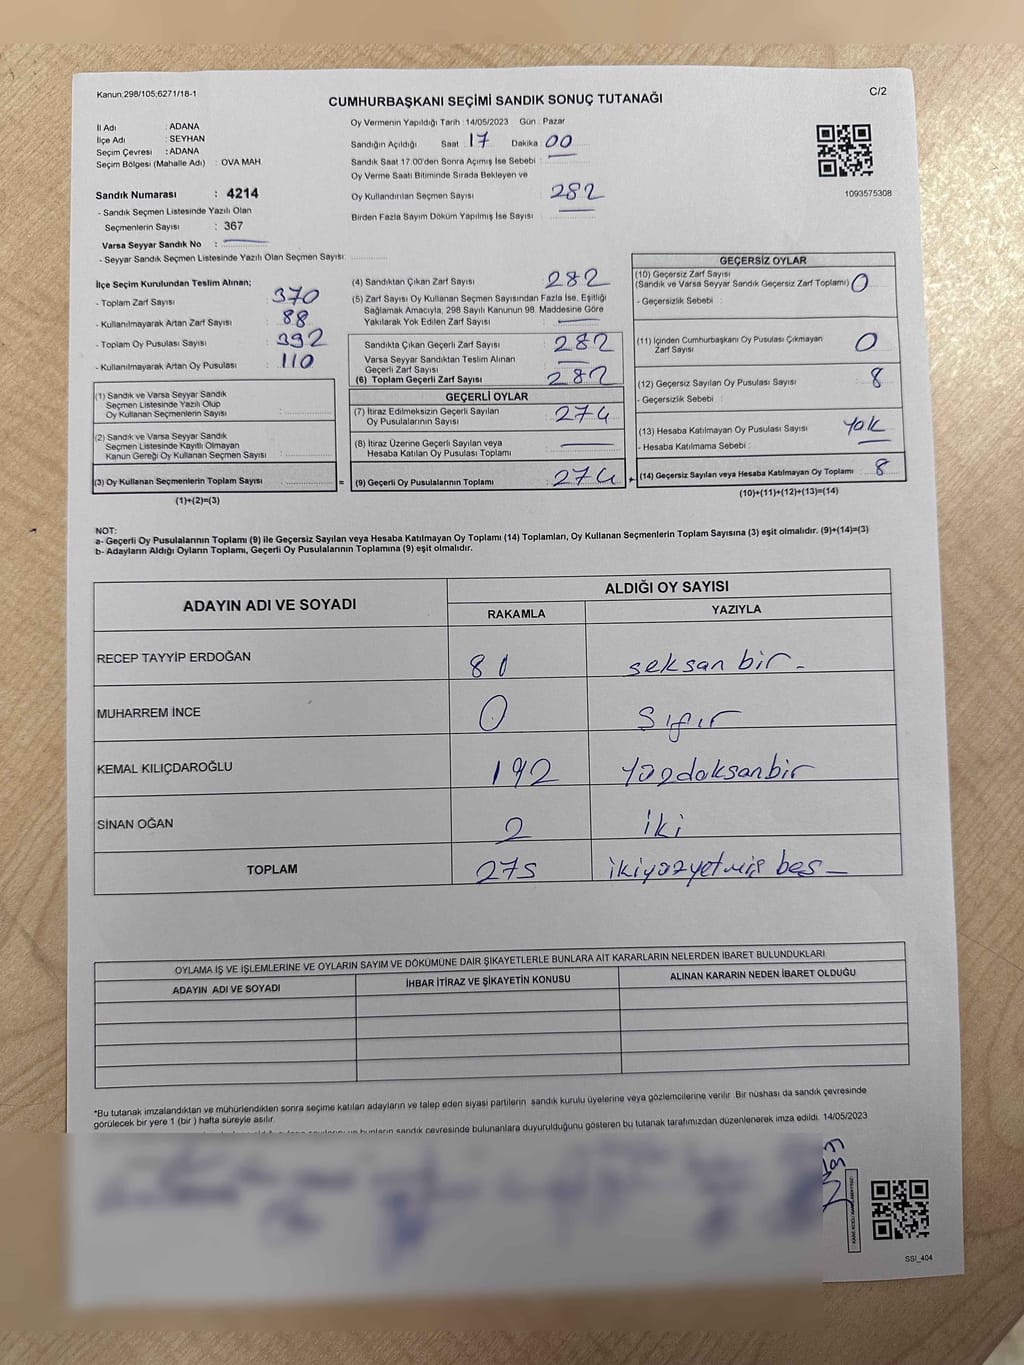 Kanun:298/105;6271/18-1
C/2
CUMHURBAŞKANI SEÇİMİ SANDIK SONUÇ TUTANAĞI
İl Adı : ADANA
İlçe Adı : SEYHAN
Seçim Çevresi : ADANA
Seçim Bölgesi (Mahalle Adı) : OVA MAH.
Sandık Numarası : 4214
- Sandık Seçmen Listesinde Yazılı Olan
Seçmenlerin Sayısı : 367
Varsa Seyyar Sandık No :
- Seyyar Sandık Seçmen Listesinde Yazılı Olan Seçmen Sayısı:
Oy Vermenin Yapıldığı Tarih :14/05/2023 Gün : Pazar
Sandığın Açıldığı Saat 17 Dakika 00
Sandık Saat 17:00'den Sonra Açımış İse Sebebi :
Oy Verme Saati Bitiminde Sırada Bekleyen ve
Oy Kullandırılan Seçmen Sayısı : 282
Birden Fazla Sayım Döküm Yapılmış İse Sayısı :
1093575308
İlçe Seçim Kurulundan Teslim Alınan;
- Toplam Zarf Sayısı : 370
- Kullanılmayarak Artan Zarf Sayısı : 88
- Toplam Oy Pusulası Sayısı : 392
- Kullanılmayarak Artan Oy Pusulası : 110
(1) Sandık ve Varsa Seyyar Sandık
Seçmen Listesinde Yazılı Olup
Oy Kullanan Seçmenlerin Sayısı :
(2) Sandık ve Varsa Seyyar Sandık
Seçmen Listesinde Kayıtlı Olmayan
Kanun Gereği Oy Kullanan Seçmen Sayısı :
(3) Oy Kullanan Seçmenlerin Toplam Sayısı :
=
(1)+(2)=(3)
(4) Sandıktan Çıkan Zarf Sayısı : 282
(5) Zarf Sayısı Oy Kullanan Seçmen Sayısından Fazla İse, Eşitliği
Sağlamak Amacıyla, 298 Sayılı Kanunun 98. Maddesine Göre
Yakılarak Yok Edilen Zarf Sayısı :
Sandıkta Çıkan Geçerli Zarf Sayısı : 282
Varsa Seyyar Sandıktan Teslim Alınan
Geçerli Zarf Sayısı :
(6) Toplam Geçerli Zarf Sayısı : 282
GEÇERLİ OYLAR
(7) İtiraz Edilmeksizin Geçerli Sayılan
Oy Pusulalarının Sayısı : 274
(8) İtiraz Üzerine Geçerli Sayılan veya
Hesaba Katılan Oy Pusulaları Toplamı :
(9) Geçerli Oy Pusulalarının Toplamı : 274
+
GEÇERSİZ OYLAR
(10) Geçersiz Zarf Sayısı
(Sandık ve Varsa Seyyar Sandık Geçersiz Zarf Toplamı) : 0
- Geçersizlik Sebebi :
(11) İçinden Cumhurbaşkanı Oy Pusulası Çıkmayan
Zarf Sayısı : 0
(12) Geçersiz Sayılan Oy Pusulası Sayısı : 8
- Geçersizlik Sebebi :
(13) Hesaba Katılmayan Oy Pusulası Sayısı : Yok
- Hesaba Katılmama Sebebi :
(14) Geçersiz Sayılan veya Hesaba Katılmayan Oy Toplamı : 8
(10)+(11)+(12)+(13)=(14)
NOT:
a- Geçerli Oy Pusulalarının Toplamı (9) ile Geçersiz Sayılan veya Hesaba Katılmayan Oy Toplamı (14) Toplamları, Oy Kullanan Seçmenlerin Toplam Sayısına (3) eşit olmalıdır. (9)+(14)=(3)
b- Adayların Aldığı Oyların Toplamı, Geçerli Oy Pusulalarının Toplamına (9) eşit olmalıdır.
ADAYIN ADI VE SOYADI
ALDIĞI OY SAYISI
RAKAMLA YAZIYLA
RECEP TAYYİP ERDOĞAN 81 seksan bir -
MUHARREM İNCE 0 Sıfır
KEMAL KILIÇDAROĞLU 192 Yüzdoksanbir
SİNAN OĞAN 2 iki
TOPLAM 275 ikiyüzyetmiş beş -
OYLAMA İŞ VE İŞLEMLERİNE VE OYLARIN SAYIM VE DÖKÜMÜNE DAİR ŞİKAYETLERLE BUNLARA AİT KARARLARIN NELERDEN İBARET BULUNDUKLARI
ADAYIN ADI VE SOYADI İHBAR İTİRAZ VE ŞİKAYETİN KONUSU ALINAN KARARIN NEDEN İBARET OLDUĞU
*Bu tutanak imzalandıktan ve mühürlendikten sonra seçime katılan adayların ve talep eden siyasi partilerin sandık kurulu üyelerine veya gözlemcilerine verilir. Bir nüshası da sandık çevresinde
görülecek bir yere 1 (bir ) hafta süreyle asılır.
sandık çevresinde bulunanlara duyurulduğunu gösteren bu tutanak tarafımızdan düzenlenerek imza edildi. 14/05/2023
SSI_404